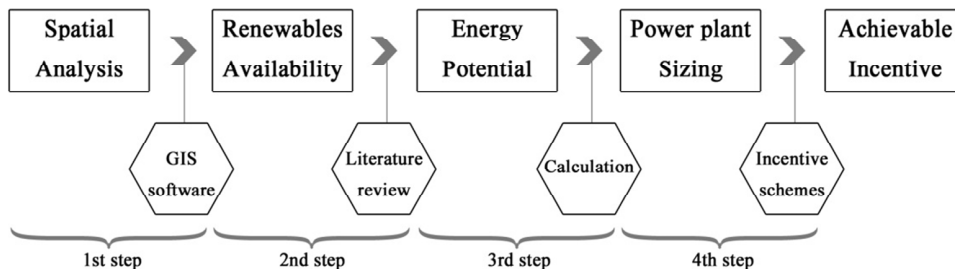 Spatial
Analysis
Renewables
Availability
Energy
Potential
Power plant
Sizing
Achievable
Incentive
GIS
software
Literature
review
Calculation
Incentive
schemes
1st step
2nd step
3rd step
4th step